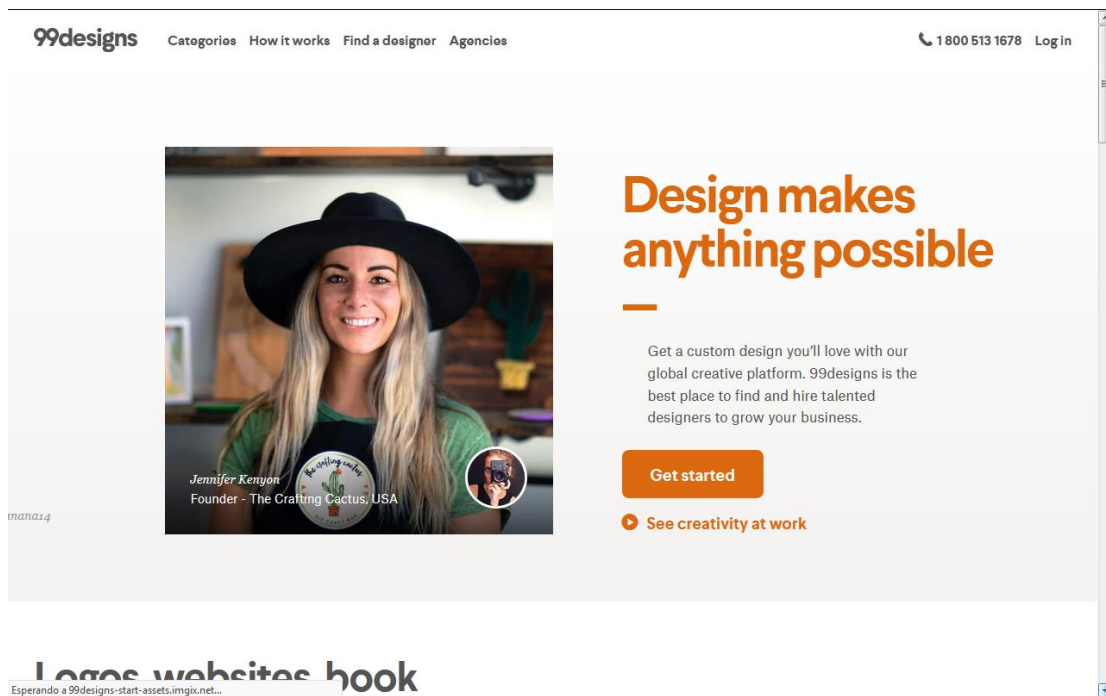 99designs Categories How it works Find a designer Agencies 1 800 513 1678 Log in
Design makes
anything possible
Get a custom design you'll love with our
global creative platform. 99designs is the
best place to find and hire talented
designers to grow your business.
the crafting cactus
Jennifer Kenyon
Founder - The Crafting Cactus, USA
Get started
See creativity at work
Logos, websites, book
Esperando a 99designs-start-assets.imgix.net...